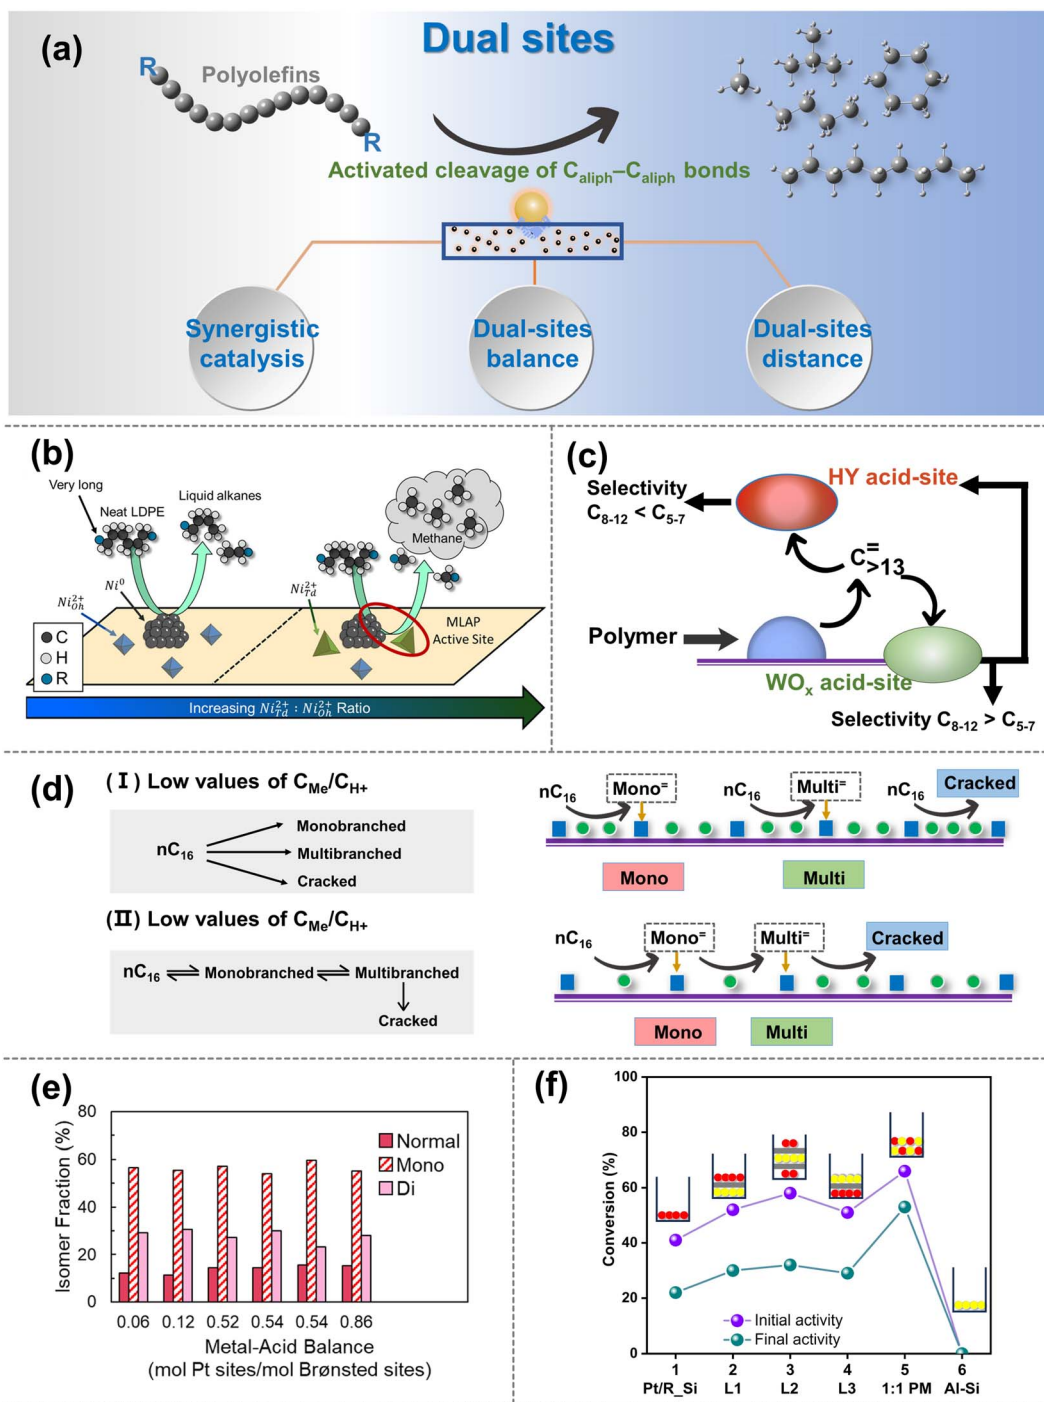 (a)
Dual sites
R
Polyolefins
R
Activated cleavage of Caliph–Caliph bonds
Synergistic
catalysis
Dual-sites
balance
Dual-sites
distance
(b)
Very long
Neat LDPE
Liquid alkanes
Methane
Ni⁰
Ni²⁺Oh
Ni²⁺Td
MLAP
Active Site
C
H
R
Increasing Ni²⁺Td : Ni²⁺Oh Ratio
(c)
HY acid-site
Selectivity
C8-12 < C5-7
C=>13
Polymer
WOx acid-site
Selectivity C8-12 > C5-7
(d)
(Ⅰ) Low values of CMe/CH+
nC16
Monobranched
Multibranched
Cracked
nC16
Mono=
nC16
Multi=
nC16
Cracked
Mono
Multi
(Ⅱ) Low values of CMe/CH+
nC16 ⇌ Monobranched ⇌ Multibranched
Cracked
nC16
Mono=
Multi=
Cracked
Mono
Multi
(e)
Isomer Fraction (%)
80
60
40
20
0
Normal
Mono
Di
0.06 0.12 0.52 0.54 0.54 0.86
Metal-Acid Balance
(mol Pt sites/mol Brønsted sites)
(f)
Conversion (%)
100
80
60
40
20
0
Initial activity
Final activity
1 2 3 4 5 6
Pt/R_Si L1 L2 L3 1:1 PM Al-Si